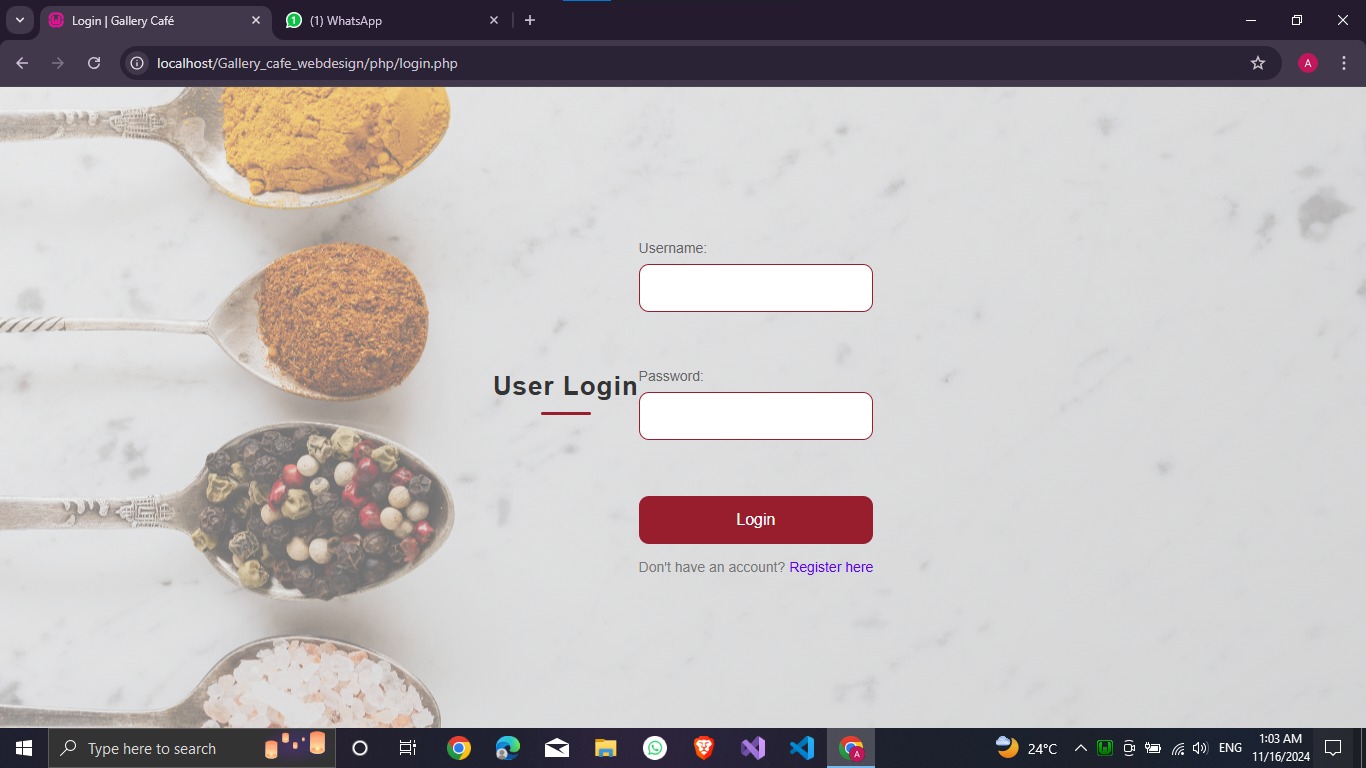 Login | Gallery Café
(1) WhatsApp
localhost/Gallery_cafe_webdesign/php/login.php
A
Username:
User Login
Password:
Login
Don't have an account? Register here
Type here to search
A
24°C
ENG
1:03 AM
11/16/2024